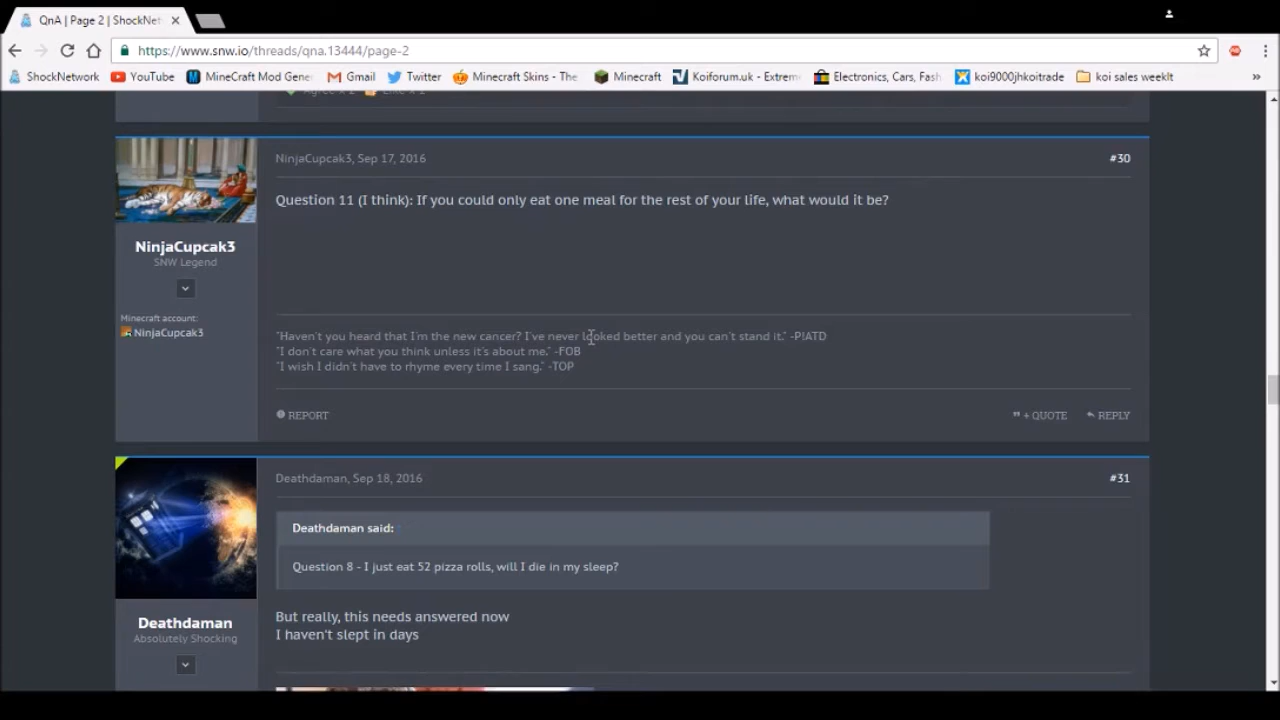 QnA | Page 2 | ShockNet
https://www.snw.io/threads/qna.13444/page-2
ShockNetwork YouTube MineCraft Mod Gene Gmail Twitter Minecraft Skins - The Minecraft Koiforum.uk - Extrem Electronics, Cars, Fash koi9000jhkoitrade koi sales weeklt »
Agree x 2 Like x 2
NinjaCupcak3, Sep 17, 2016 #30
Question 11 (I think): If you could only eat one meal for the rest of your life, what would it be?
NinjaCupcak3
SNW Legend
Minecraft account:
NinjaCupcak3
"Haven't you heard that I'm the new cancer? I've never looked better and you can't stand it." -P!ATD
"I don't care what you think unless it's about me." -FOB
"I wish I didn't have to rhyme every time I sang." -TOP
REPORT " + QUOTE REPLY
Deathdaman, Sep 18, 2016 #31
Deathdaman said: ↑
Question 8 - I just eat 52 pizza rolls, will I die in my sleep?
But really, this needs answered now
I haven't slept in days
Deathdaman
Absolutely Shocking